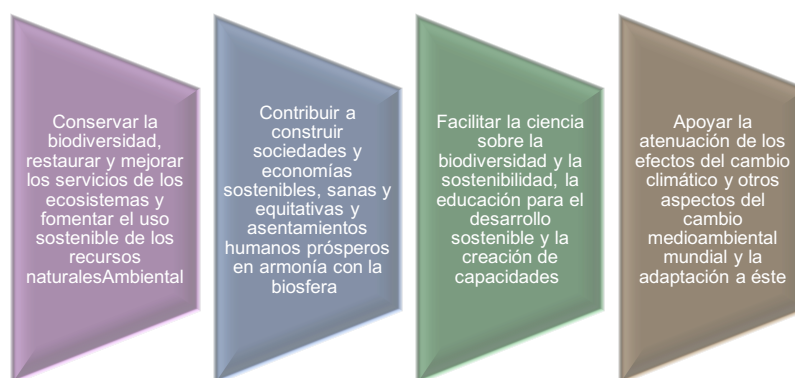 Conservar la
biodiversidad,
restaurar y mejorar
los servicios de los
ecosistemas y
fomentar el uso
sostenible de los
recursos
naturalesAmbiental
Contribuir a
construir
sociedades y
economías
sostenibles, sanas y
equitativas y
asentamientos
humanos prósperos
en armonía con la
biosfera
Facilitar la ciencia
sobre la
biodiversidad y la
sostenibilidad, la
educación para el
desarrollo
sostenible y la
creación de
capacidades
Apoyar la
atenuación de los
efectos del cambio
climático y otros
aspectos del
cambio
medioambiental
mundial y la
adaptación a éste